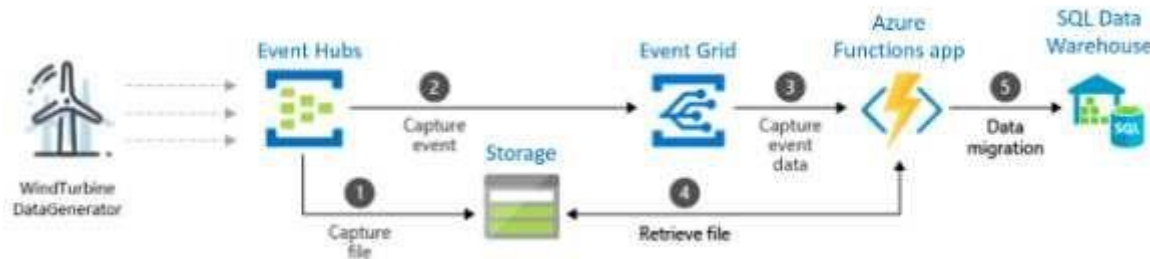 Azure
Functions app
SQL Data
Warehouse
Event Hubs
Event Grid
2
3
5
Capture
event
Capture
event
data
Data
migration
SQL
Storage
WindTurbine
DataGenerator
1
4
Capture
file
Retrieve file